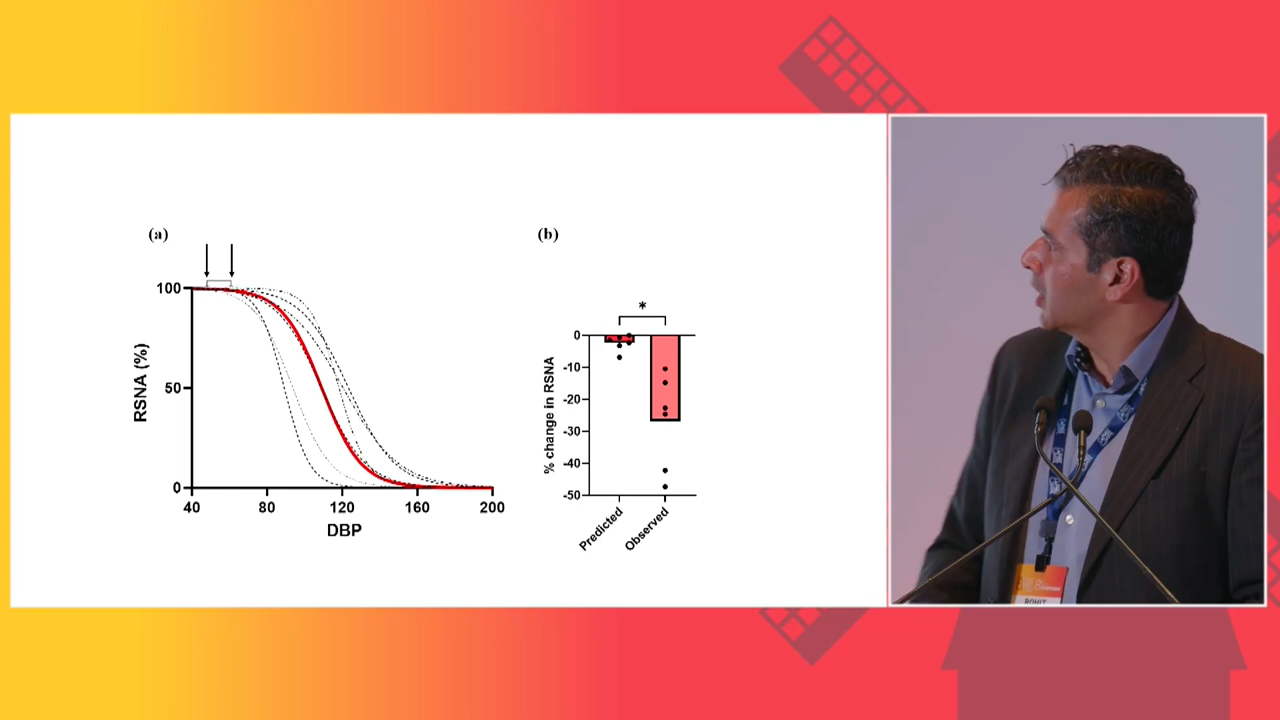 (a)
100
50
0
RSNA (%)
40 80 120 160 200
DBP
(b)
*
0
-10
-20
-30
-40
-50
% change in RSNA
Predicted
Observed